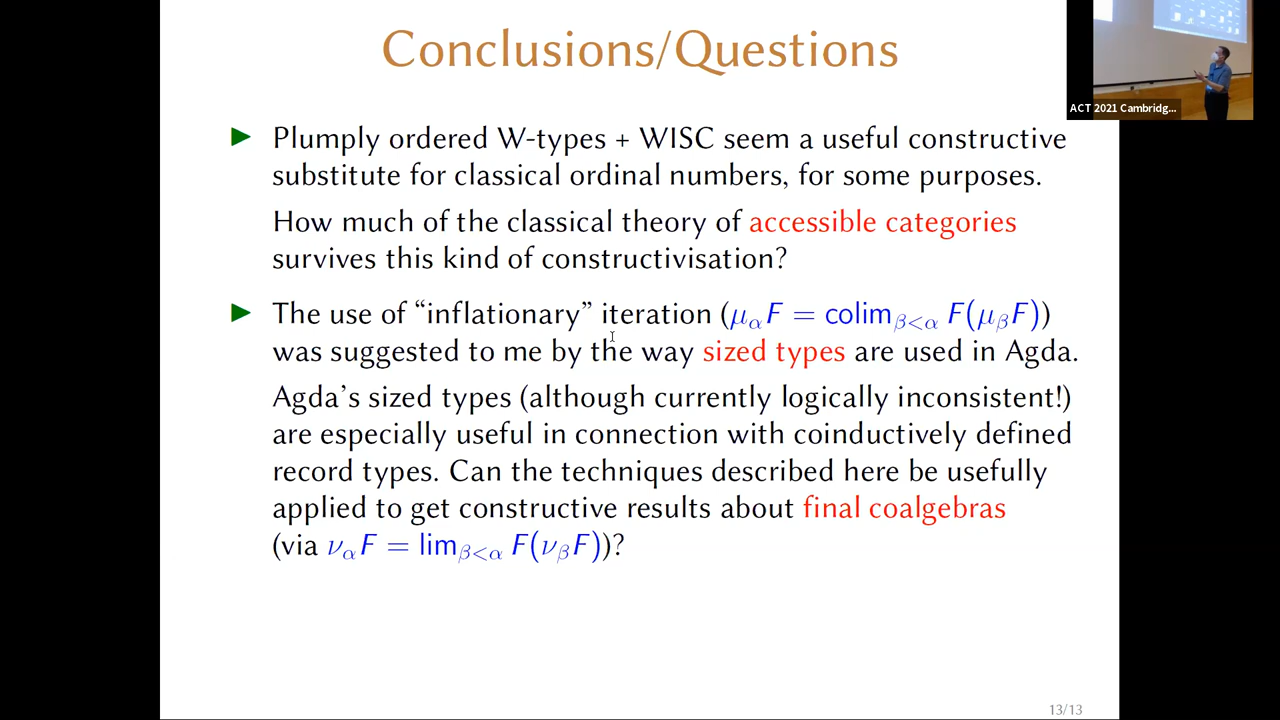 Conclusions/Questions
ACT 2021 Cambridg...
▶ Plumply ordered W-types + WISC seem a useful constructive
substitute for classical ordinal numbers, for some purposes.
How much of the classical theory of accessible categories
survives this kind of constructivisation?
▶ The use of “inflationary” iteration (μ_αF = colim_{β<α} F(μ_βF))
was suggested to me by the way sized types are used in Agda.
Agda’s sized types (although currently logically inconsistent!)
are especially useful in connection with coinductively defined
record types. Can the techniques described here be usefully
applied to get constructive results about final coalgebras
(via ν_αF = lim_{β<α} F(ν_βF))?
13/13